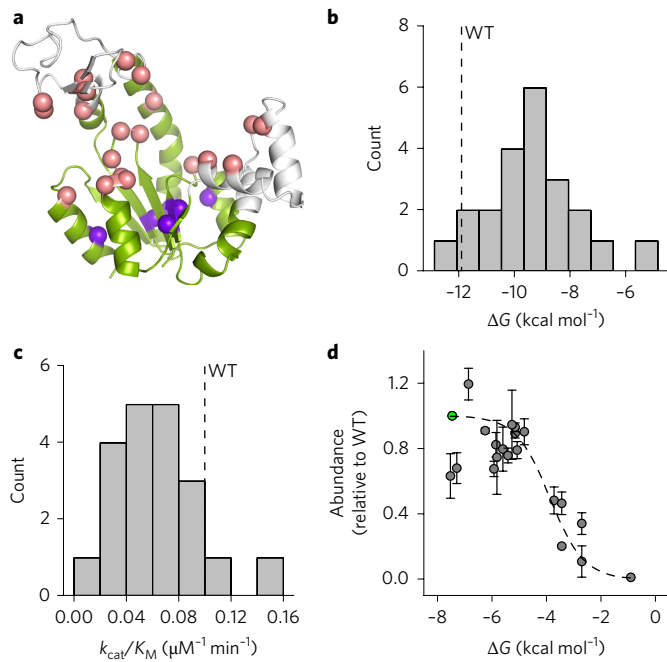 a
b
WT
8
6
4
2
0
Count
−12 −10 −8 −6
ΔG (kcal mol−1)
c
WT
6
4
2
0
Count
0.00 0.04 0.08 0.12 0.16
kcat/KM (μM−1 min−1)
d
1.2
0.8
0.4
0.0
Abundance
(relative to WT)
−8 −6 −4 −2 0
ΔG (kcal mol−1)